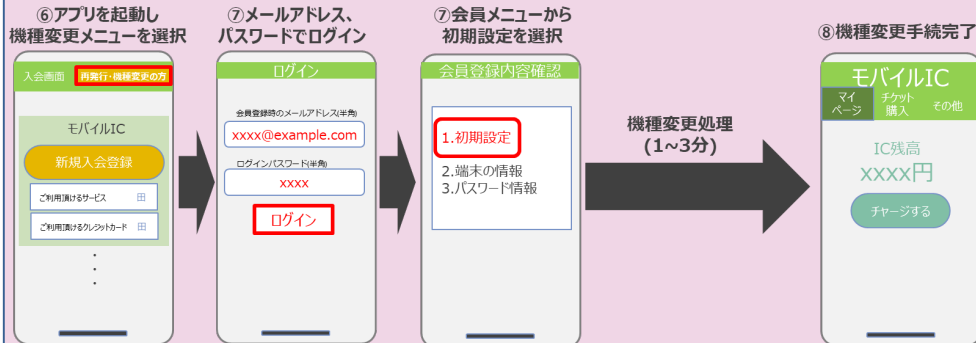 ⑥アプリを起動し
機種変更メニューを選択
入会画面
再発行・機種変更の方
モバイルIC
新規入会登録
ご利用頂けるサービス
ご利用頂けるクレジットカード
⑦メールアドレス、
パスワードでログイン
ログイン
会員登録時のメールアドレス(半角)
xxxx@example.com
ログインパスワード(半角)
xxxx
ログイン
⑦会員メニューから
初期設定を選択
会員登録内容確認
1.初期設定
2.端末の情報
3.パスワード情報
機種変更処理
(1~3分)
⑧機種変更手続完了
モバイルIC
マイ
ページ
チケット
購入
その他
IC残高
xxxx円
チャージする